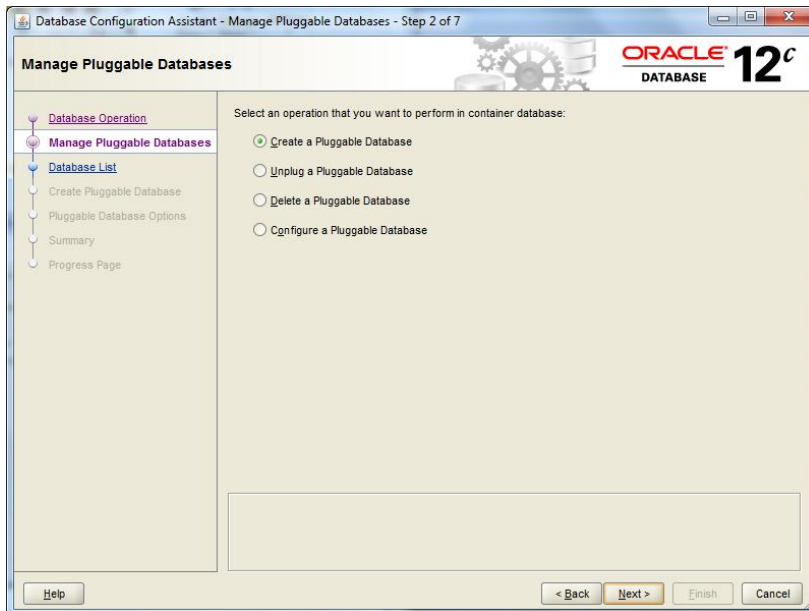 Database Configuration Assistant - Manage Pluggable Databases - Step 2 of 7
Manage Pluggable Databases
ORACLE
DATABASE
12c
Database Operation
Manage Pluggable Databases
Database List
Create Pluggable Database
Pluggable Database Options
Summary
Progress Page
Select an operation that you want to perform in container database:
Create a Pluggable Database
Unplug a Pluggable Database
Delete a Pluggable Database
Configure a Pluggable Database
Help
< Back
Next >
Finish
Cancel